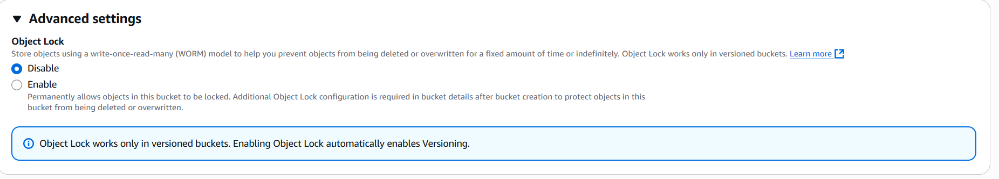 Advanced settings
Object Lock
Store objects using a write-once-read-many (WORM) model to help you prevent objects from being deleted or overwritten for a fixed amount of time or indefinitely. Object Lock works only in versioned buckets. Learn more
Disable
Enable
Permanently allows objects in this bucket to be locked. Additional Object Lock configuration is required in bucket details after bucket creation to protect objects in this
bucket from being deleted or overwritten.
Object Lock works only in versioned buckets. Enabling Object Lock automatically enables Versioning.